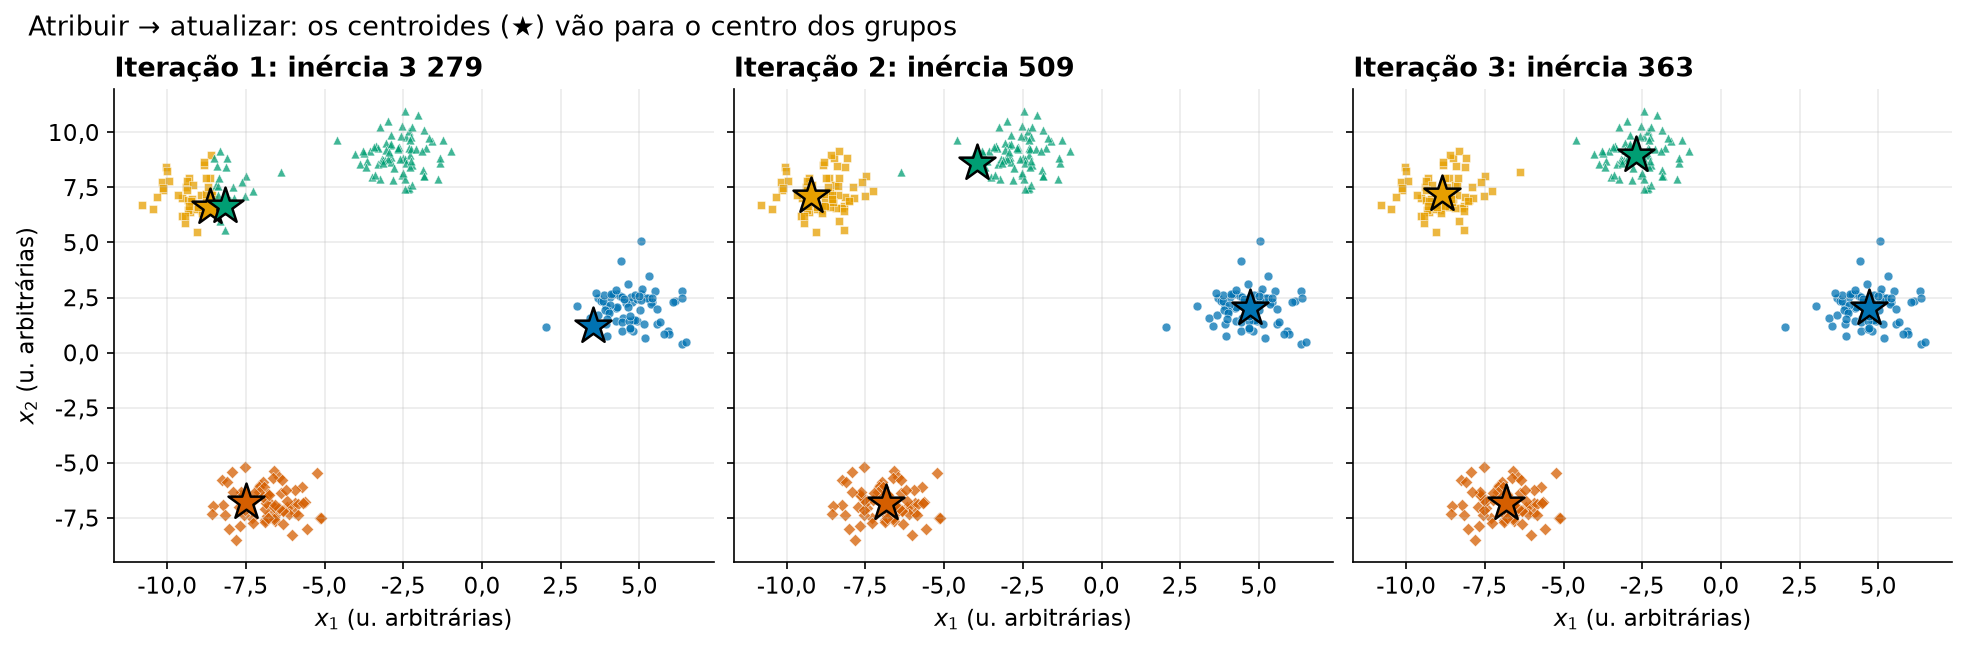 Atribuir → atualizar: os centroides (★) vão para o centro dos grupos
Iteração 1: inércia 3 279
Iteração 2: inércia 509
Iteração 3: inércia 363
10,0
7,5
5,0
2,5
0,0
-2,5
-5,0
-7,5
x₂ (u. arbitrárias)
-10,0 -7,5 -5,0 -2,5 0,0 2,5 5,0
-10,0 -7,5 -5,0 -2,5 0,0 2,5 5,0
-10,0 -7,5 -5,0 -2,5 0,0 2,5 5,0
x₁ (u. arbitrárias)
x₁ (u. arbitrárias)
x₁ (u. arbitrárias)